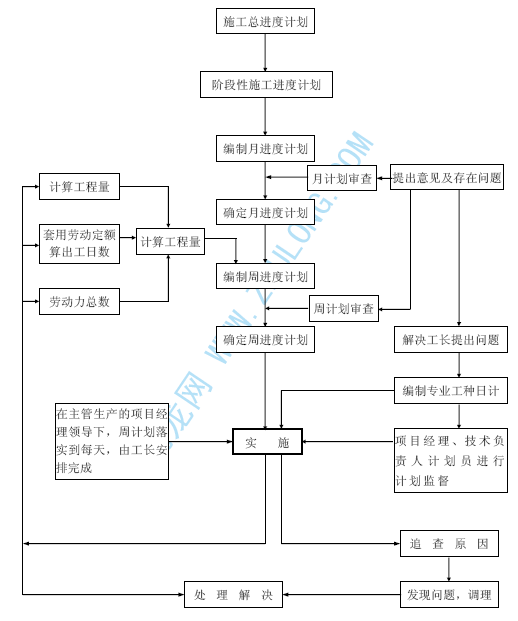 施工总进度计划
阶段性施工进度计划
编制月进度计划
月计划审查
提出意见及存在问题
计算工程量
确定月进度计划
套用劳动定额
算出工日数
计算工程量
编制周进度计划
劳动力总数
周计划审查
确定周进度计划
解决工长提出问题
编制专业工种日计
在主管生产的项目经
理领导下，周计划落
实到每天，由工长安
排完成
实 施
项目经理、技术负
责人计划员进行
计划监督
追 查 原 因
处 理 解 决
发现问题，调理
龙网 WWW.ZHULONG.COM